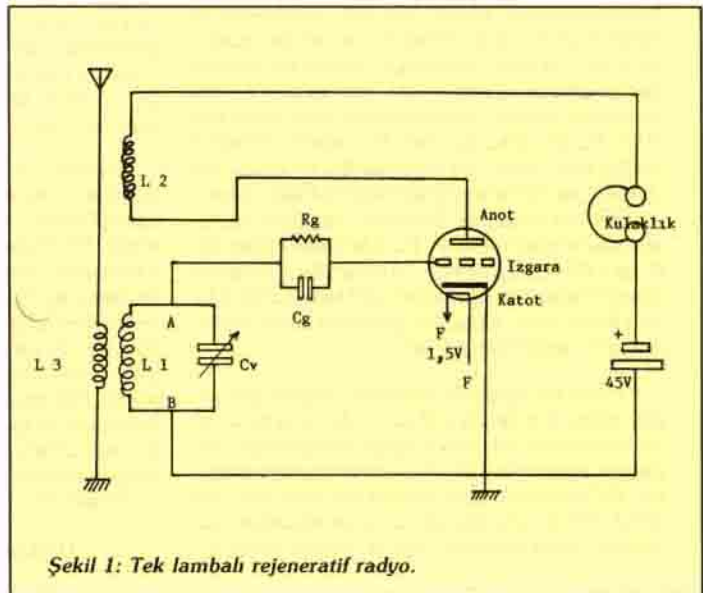 L 2
Rg
Anot
Kulaklık
Izgara
Cg
Katot
A
F
1,5V
F
L 3
L 1
Cv
B
+
45V
Şekil 1: Tek lambalı rejeneratif radyo.